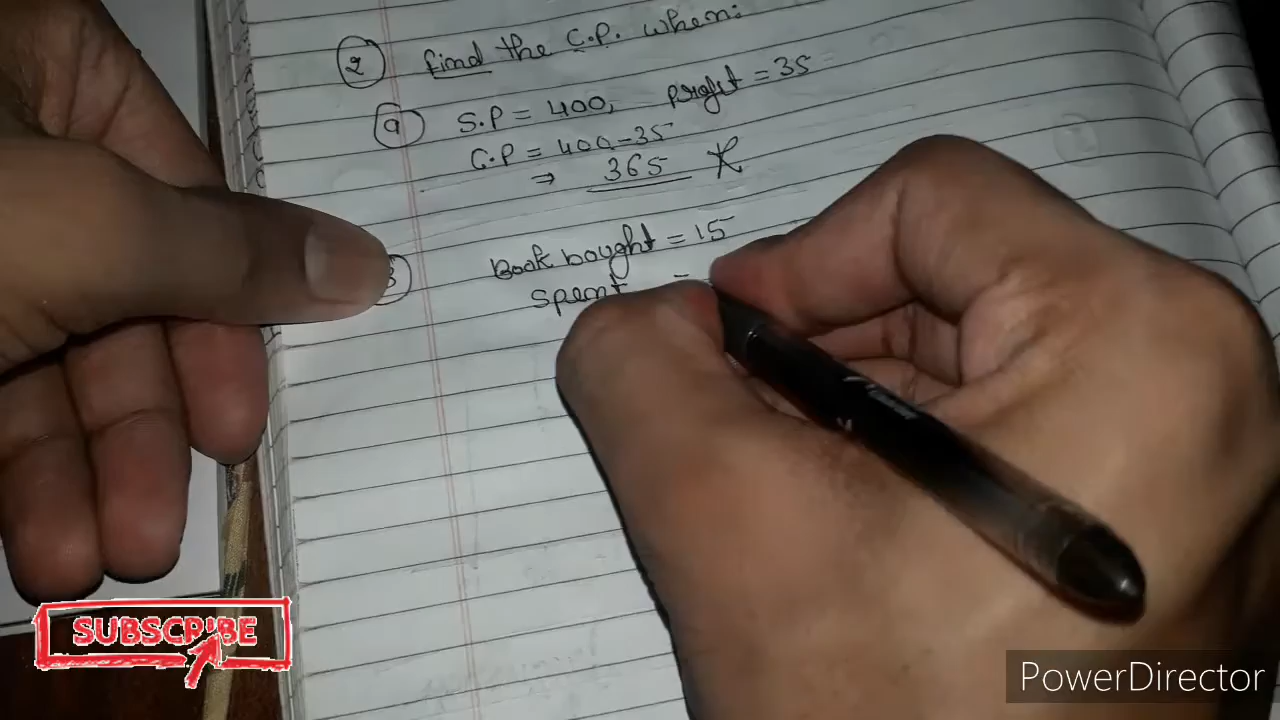 2 find the C.P. when:
a S.P = 400, profit = 35
C.P = 400-35
⇒ 365
3 Book bought = 15
spent =
SUBSCRIBE
PowerDirector